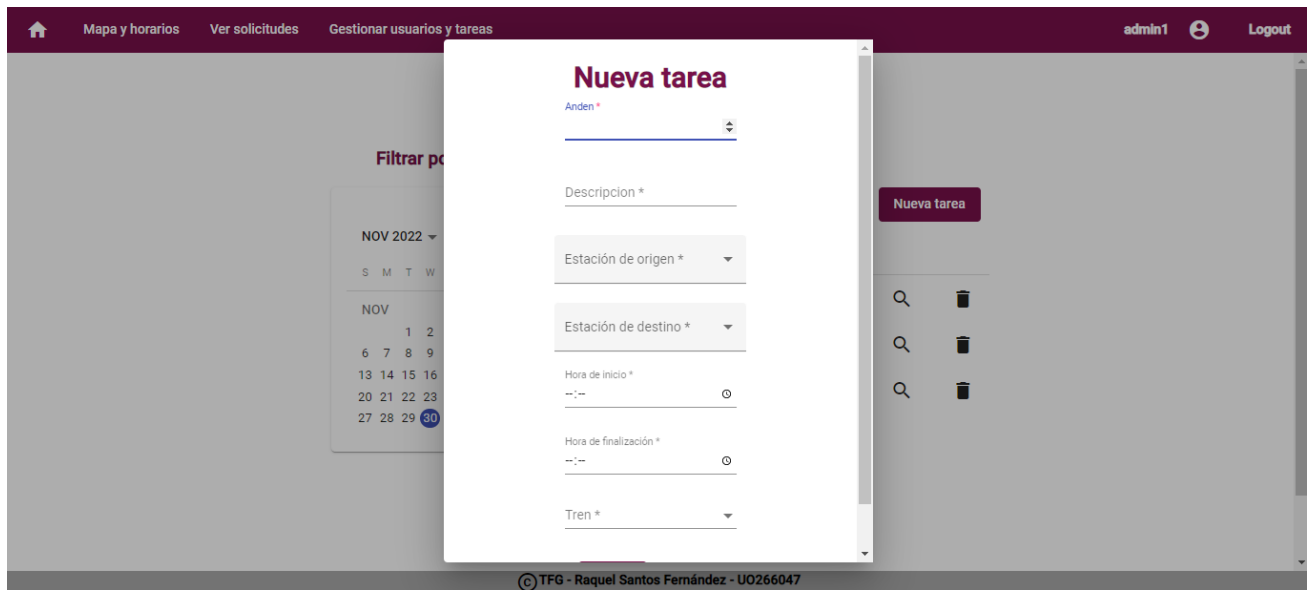 Mapa y horarios Ver solicitudes Gestionar usuarios y tareas admin1 Logout
Nueva tarea
Anden *
Filtrar po
Descripcion *
Nueva tarea
NOV 2022
Estación de origen *
S M T W
NOV
1 2
Estación de destino *
6 7 8 9
13 14 15 16
Hora de inicio *
--:--
20 21 22 23
27 28 29 30
Hora de finalización *
--:--
Tren *
© TFG - Raquel Santos Fernández - UO266047